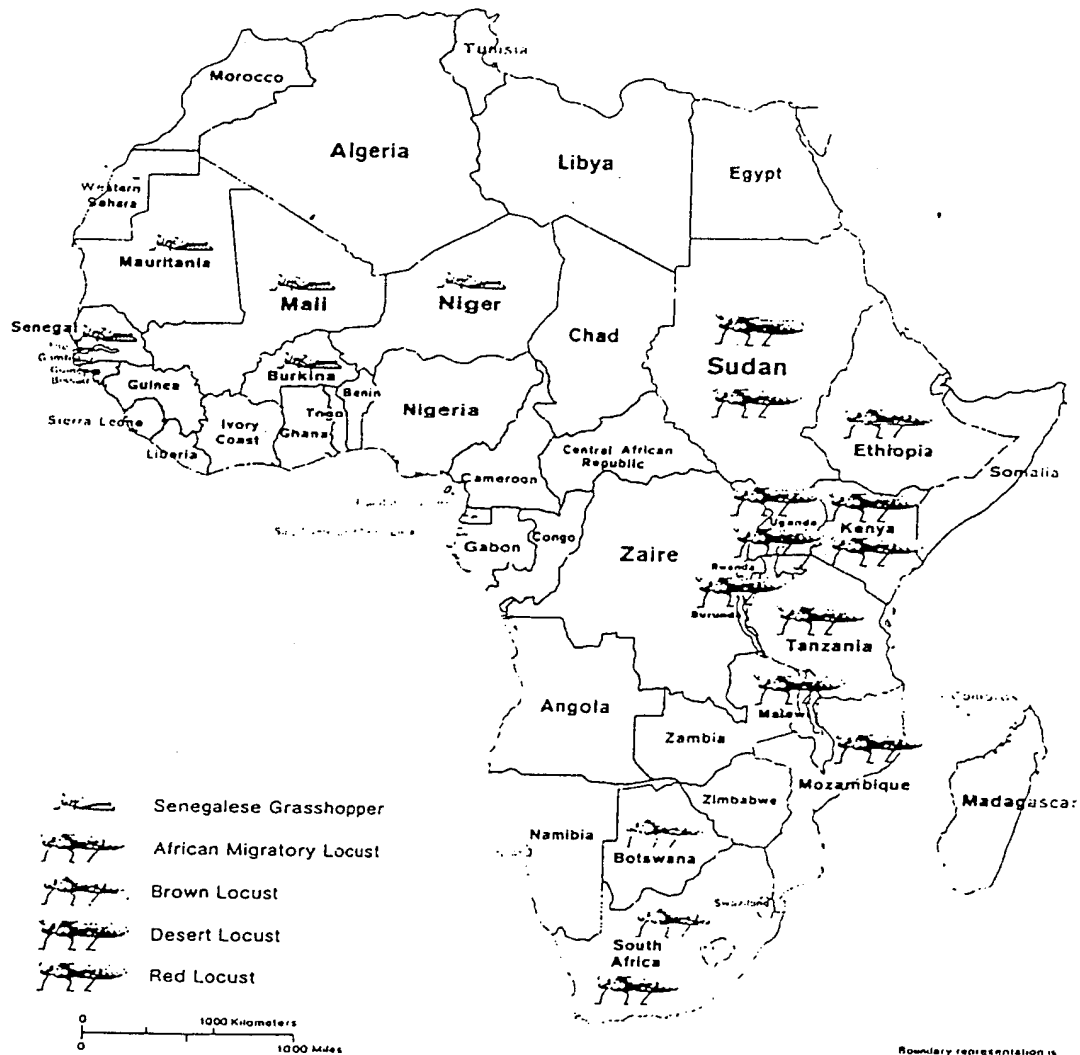 Tunisia
Morocco
Algeria
Libya
Egypt
Western
Sahara
Mauritania
Mali
Niger
Chad
Sudan
Senegal
Burkina
Guinea
Benin
Nigeria
Togo
Ivory
Coast
Ghana
Sierra Leone
Liberia
Ethiopia
Central African
Republic
Somalia
Cameroon
Uganda
Kenya
Gabon
Congo
Zaire
Rwanda
Burundi
Tanzania
Angola
Malawi
Comoros
Zambia
Mozambique
Zimbabwe
Madagascar
Namibia
Botswana
Swaziland
South
Africa
Senegalese Grasshopper
African Migratory Locust
Brown Locust
Desert Locust
Red Locust
0 1000 Kilometers
0 1000 Miles
Boundary representation is